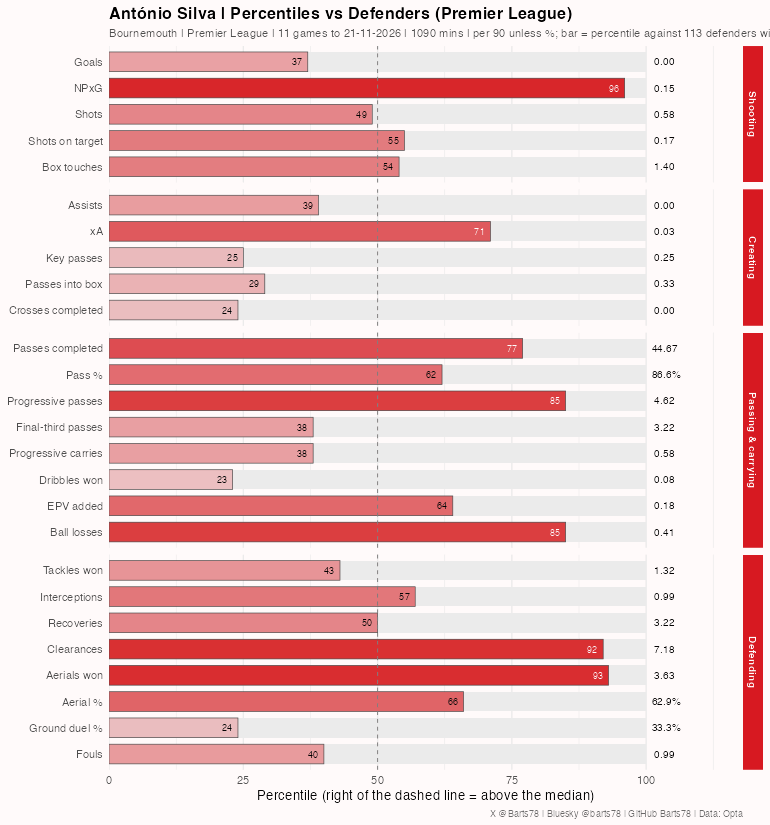 António Silva | Percentiles vs Defenders (Premier League)
Bournemouth | Premier League | 11 games to 21-11-2026 | 1090 mins | per 90 unless %; bar = percentile against 113 defenders wi
Goals 37 0.00
NPxG 96 0.15
Shots 49 0.58
Shots on target 55 0.17
Box touches 54 1.40
Shooting
Assists 39 0.00
xA 71 0.03
Key passes 25 0.25
Passes into box 29 0.33
Crosses completed 24 0.00
Creating
Passes completed 77 44.67
Pass % 62 86.6%
Progressive passes 85 4.62
Final-third passes 38 3.22
Progressive carries 38 0.58
Dribbles won 23 0.08
EPV added 64 0.18
Ball losses 85 0.41
Passing & carrying
Tackles won 43 1.32
Interceptions 57 0.99
Recoveries 50 3.22
Clearances 92 7.18
Aerials won 93 3.63
Aerial % 66 62.9%
Ground duel % 24 33.3%
Fouls 40 0.99
Defending
0 25 50 75 100
Percentile (right of the dashed line = above the median)
X @Barts78 | Bluesky @barts78 | GitHub Barts78 | Data: Opta